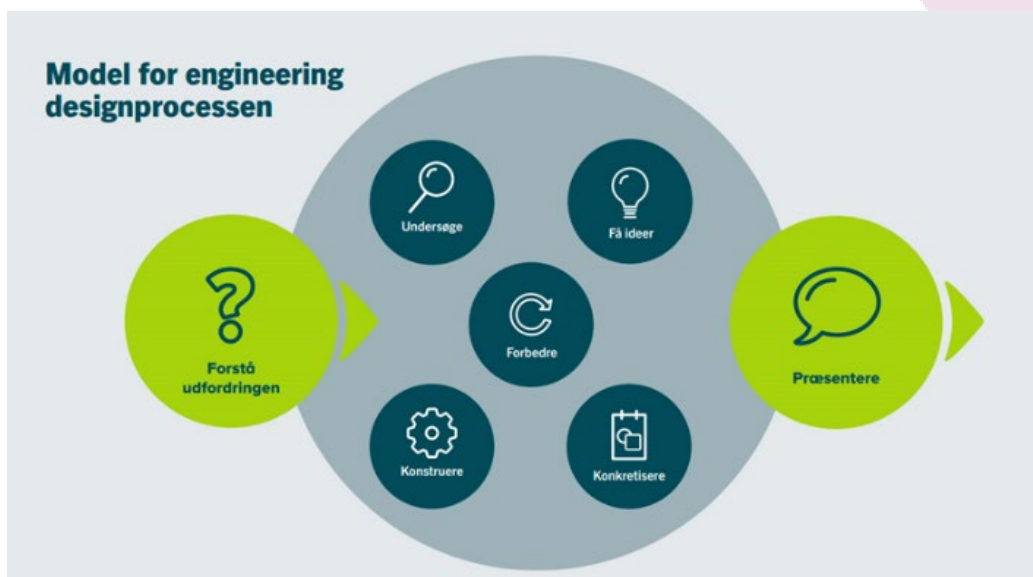 Model for engineering
designprocessen
Undersøge
Få ideer
Forstå
udfordringen
Forbedre
Præsentere
Konstruere
Konkretisere